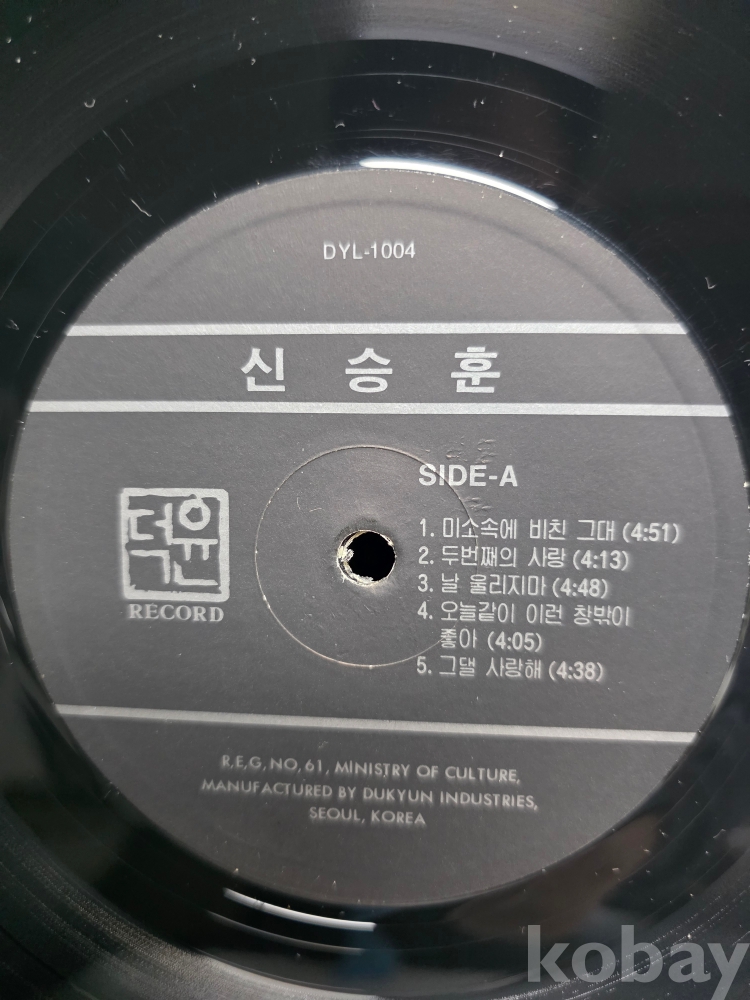 DYL-1004
신 승 훈
SIDE-A
1. 미소속에 비친 그대 (4:51)
2. 두번째의 사랑 (4:13)
3. 날 울리지마 (4:48)
4. 오늘같이 이런 창밖이
좋아 (4:05)
5. 그댈 사랑해 (4:38)
덕윤
RECORD
R.E.G. NO. 61, MINISTRY OF CULTURE,
MANUFACTURED BY DUKYUN INDUSTRIES,
SEOUL, KOREA
kobay